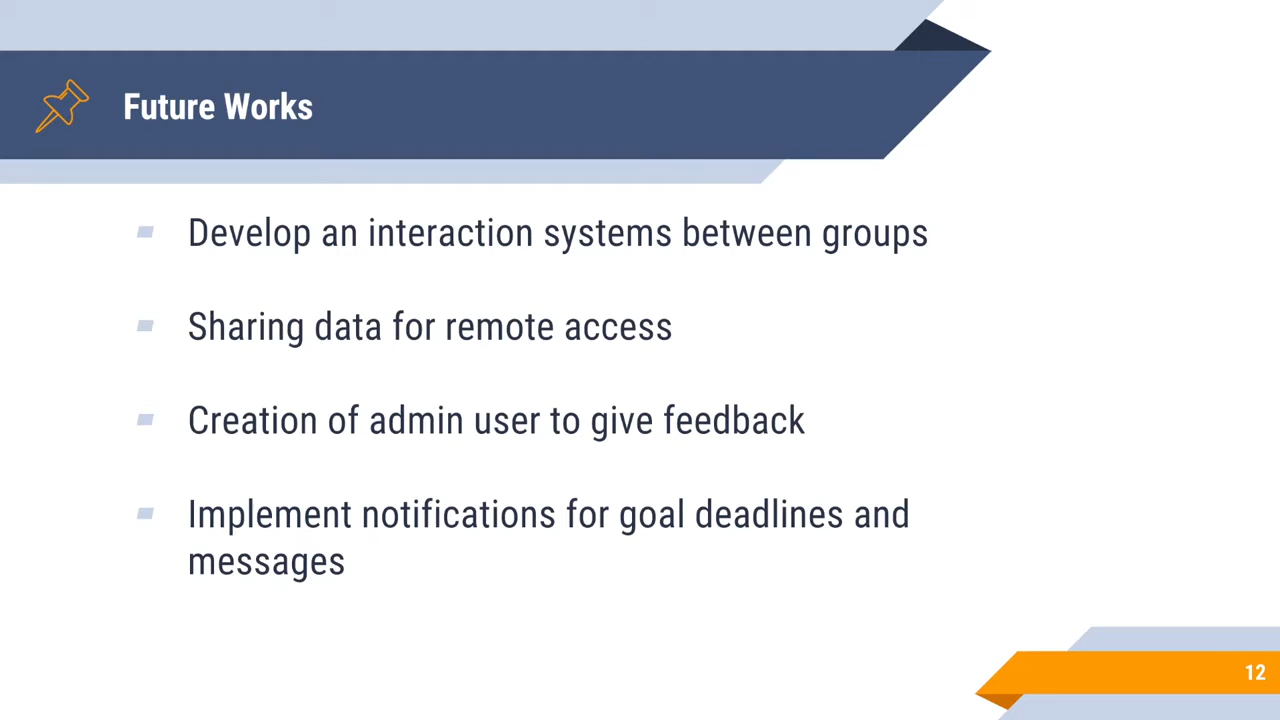 Future Works
Develop an interaction systems between groups
Sharing data for remote access
Creation of admin user to give feedback
Implement notifications for goal deadlines and
messages
12